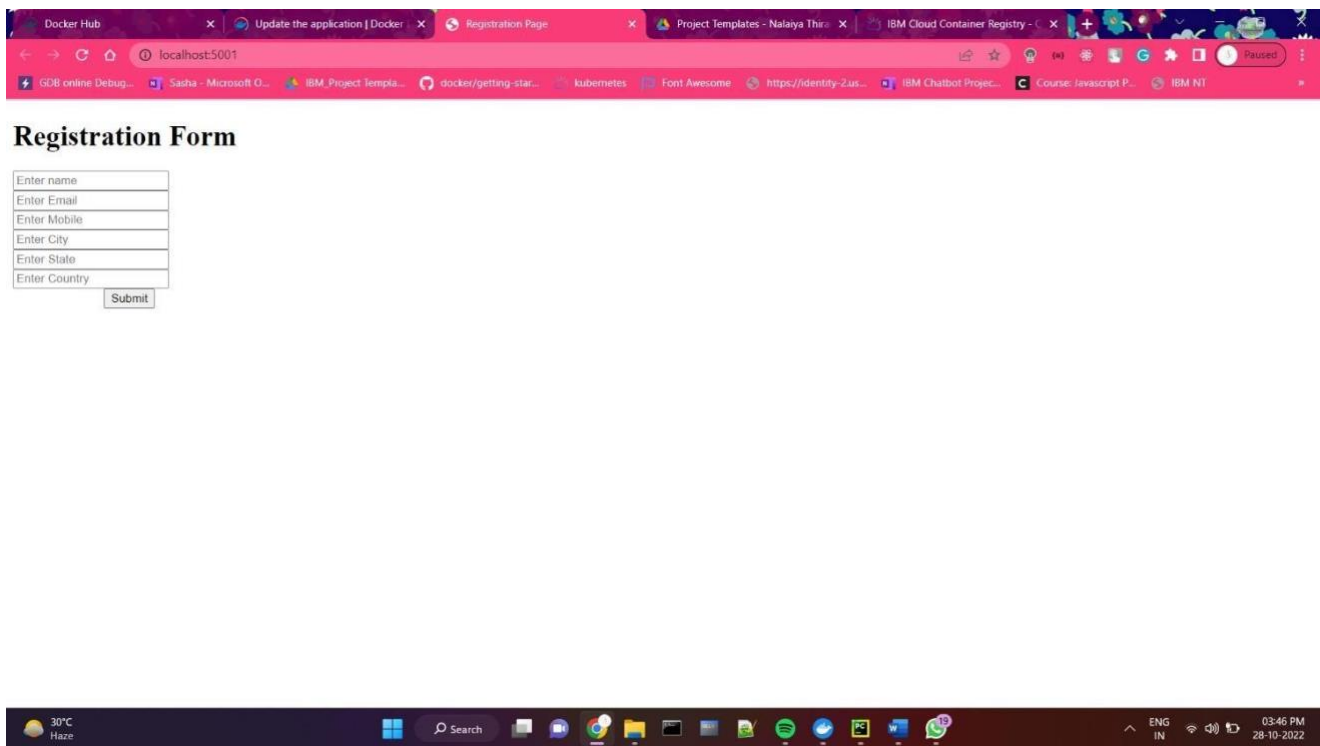 Docker Hub
Update the application | Docker
Registration Page
Project Templates - Nalaiya Thira
IBM Cloud Container Registry - C
localhost:5001
Paused
GDB online Debug...
Sasha - Microsoft O...
IBM_Project Templa...
docker/getting-star...
kubernetes
Font Awesome
https://identity-2.us...
IBM Chatbot Projec...
Course: Javascript P...
IBM NT
Registration Form
Enter name
Enter Email
Enter Mobile
Enter City
Enter State
Enter Country
Submit
30°C
Haze
Search
19
ENG
IN
03:46 PM
28-10-2022